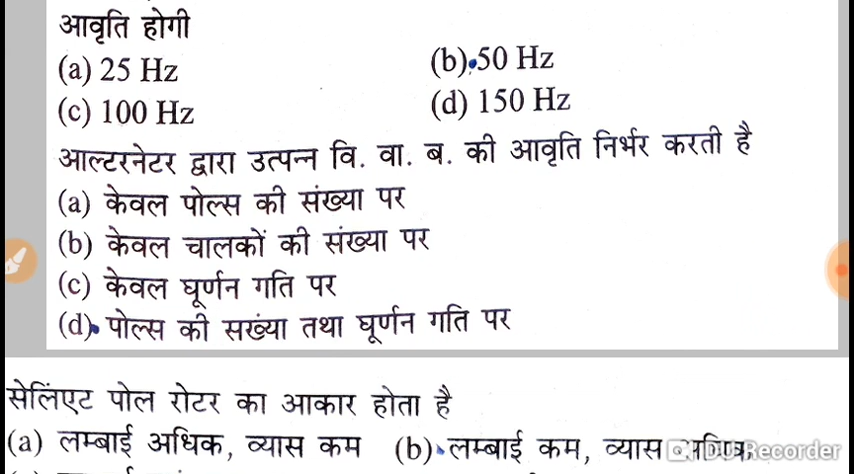 आवृति होगी
(a) 25 Hz (b) 50 Hz
(c) 100 Hz (d) 150 Hz
आल्टरनेटर द्वारा उत्पन्न वि. वा. ब. की आवृति निर्भर करती है
(a) केवल पोल्स की संख्या पर
(b) केवल चालकों की संख्या पर
(c) केवल घूर्णन गति पर
(d) पोल्स की सख्ंया तथा घूर्णन गति पर
सेलिंएट पोल रोटर का आकार होता है
(a) लम्बाई अधिक, व्यास कम (b) लम्बाई कम, व्यास
Recorder